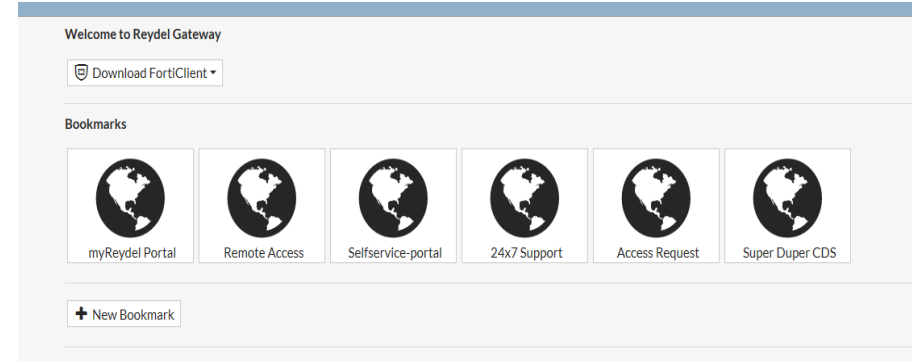 Welcome to Reydel Gateway
Download FortiClient
Bookmarks
myReydel Portal
Remote Access
Selfservice-portal
24x7 Support
Access Request
Super Duper CDS
New Bookmark